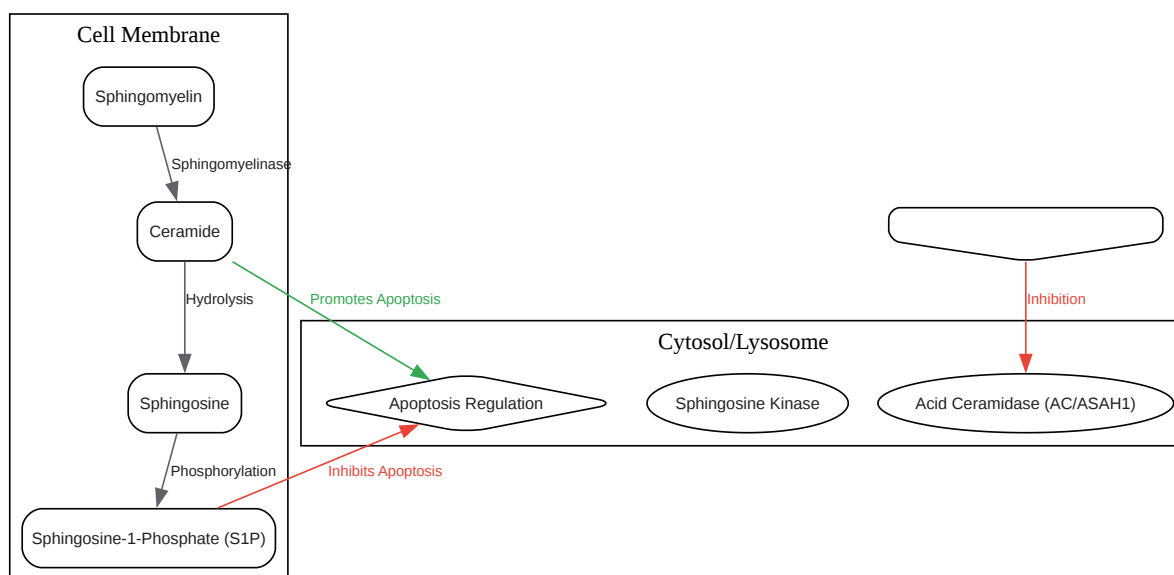 Cell Membrane
Sphingomyelin
Sphingomyelinase
Ceramide
Hydrolysis
Promotes Apoptosis
Inhibition
Cytosol/Lysosome
Sphingosine
Apoptosis Regulation
Sphingosine Kinase
Acid Ceramidase (AC/ASAH1)
Phosphorylation
Inhibits Apoptosis
Sphingosine-1-Phosphate (S1P)